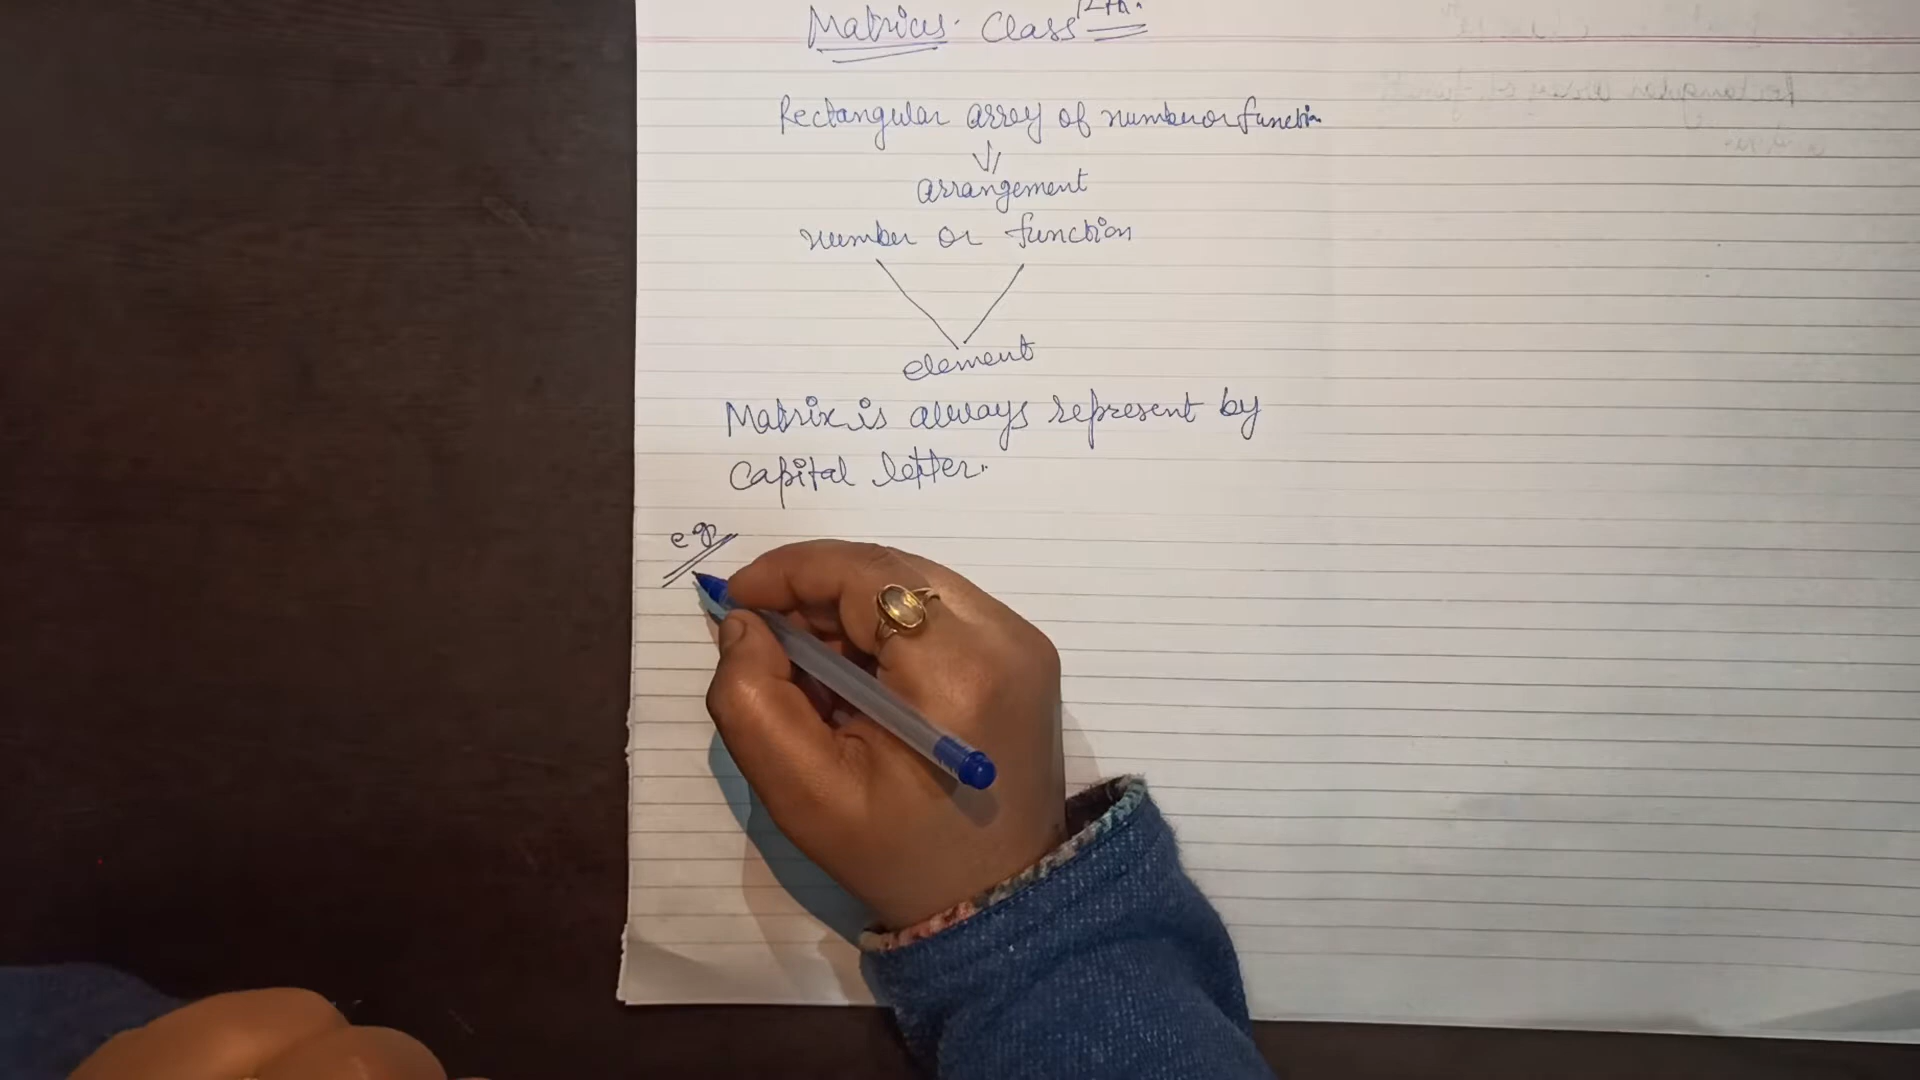 Matrices. Class 12th.
Rectangular array of number or function
arrangement
number or function
element
Matrix is always represent by
Capital letter.
eg